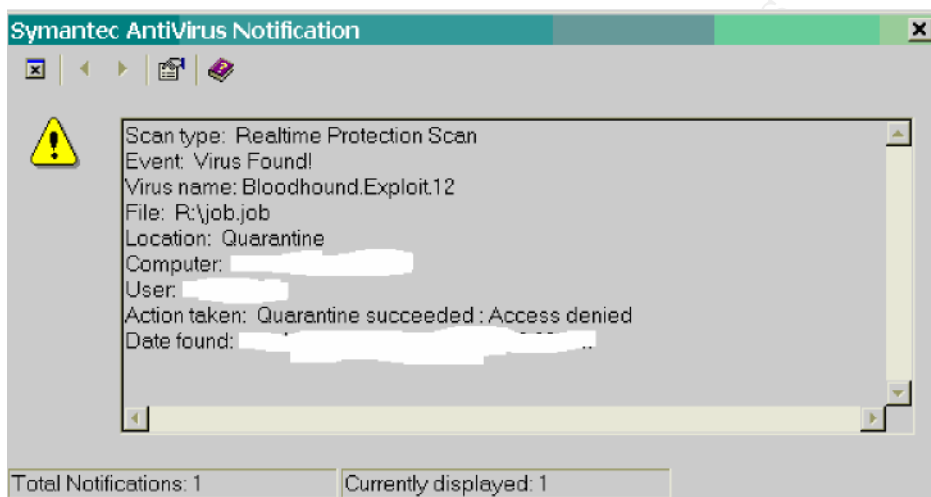 Symantec AntiVirus Notification
Scan type: Realtime Protection Scan
Event: Virus Found!
Virus name: Bloodhound.Exploit.12
File: R:\job.job
Location: Quarantine
Computer:
User:
Action taken: Quarantine succeeded : Access denied
Date found:
Total Notifications: 1
Currently displayed: 1